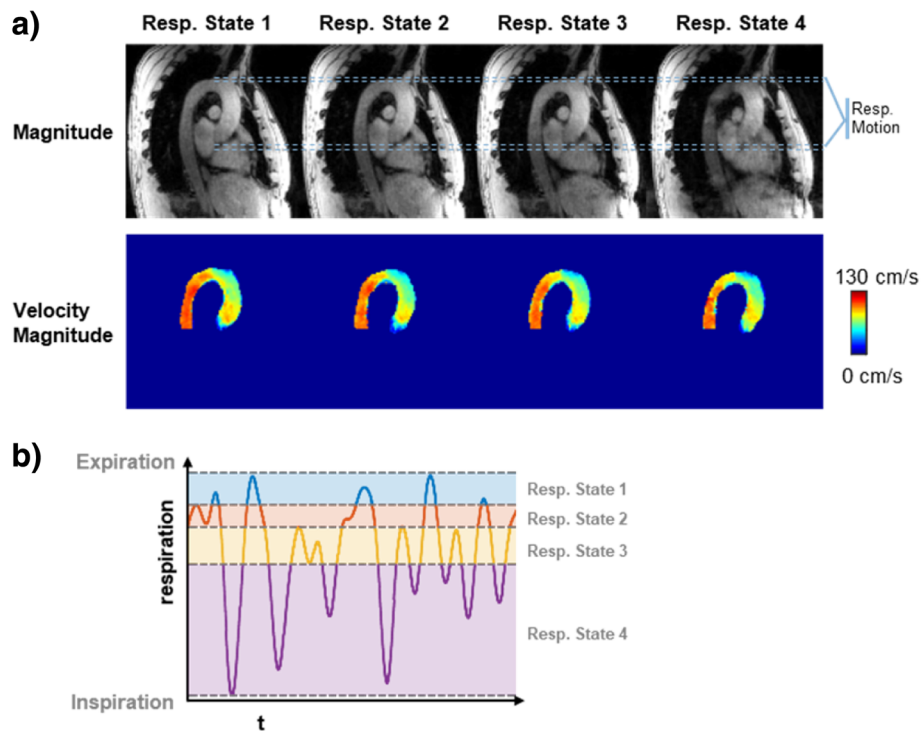 a)
Resp. State 1 Resp. State 2 Resp. State 3 Resp. State 4
Magnitude
Resp.
Motion
Velocity
Magnitude
130 cm/s
0 cm/s
b)
Expiration
respiration
Resp. State 1
Resp. State 2
Resp. State 3
Resp. State 4
Inspiration
t